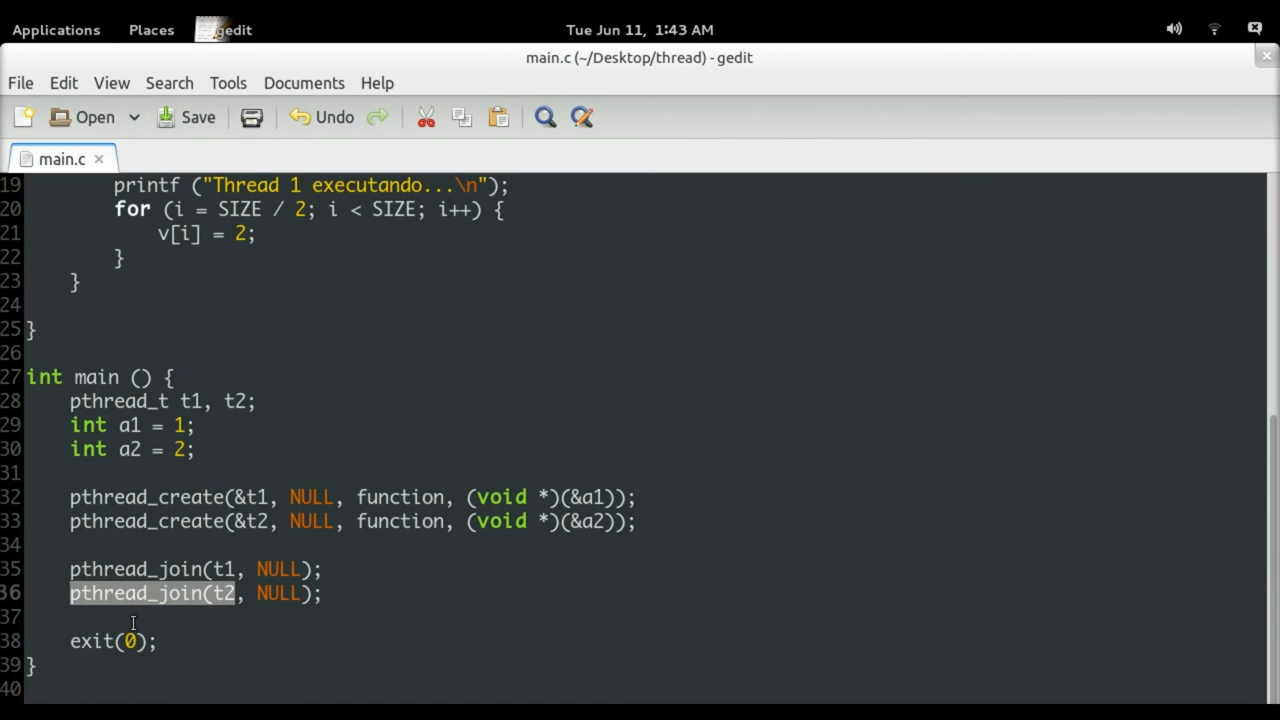 Applications Places gedit Tue Jun 11, 1:43 AM
main.c (~/Desktop/thread) - gedit
File Edit View Search Tools Documents Help
Open Save Undo
main.c
19 printf ("Thread 1 executando...\n");
20 for (i = SIZE / 2; i < SIZE; i++) {
21 v[i] = 2;
22 }
23 }
24
25 }
26
27 int main () {
28 pthread_t t1, t2;
29 int a1 = 1;
30 int a2 = 2;
31
32 pthread_create(&t1, NULL, function, (void *)(&a1));
33 pthread_create(&t2, NULL, function, (void *)(&a2));
34
35 pthread_join(t1, NULL);
36 pthread_join(t2, NULL);
37
38 exit(0);
39 }
40